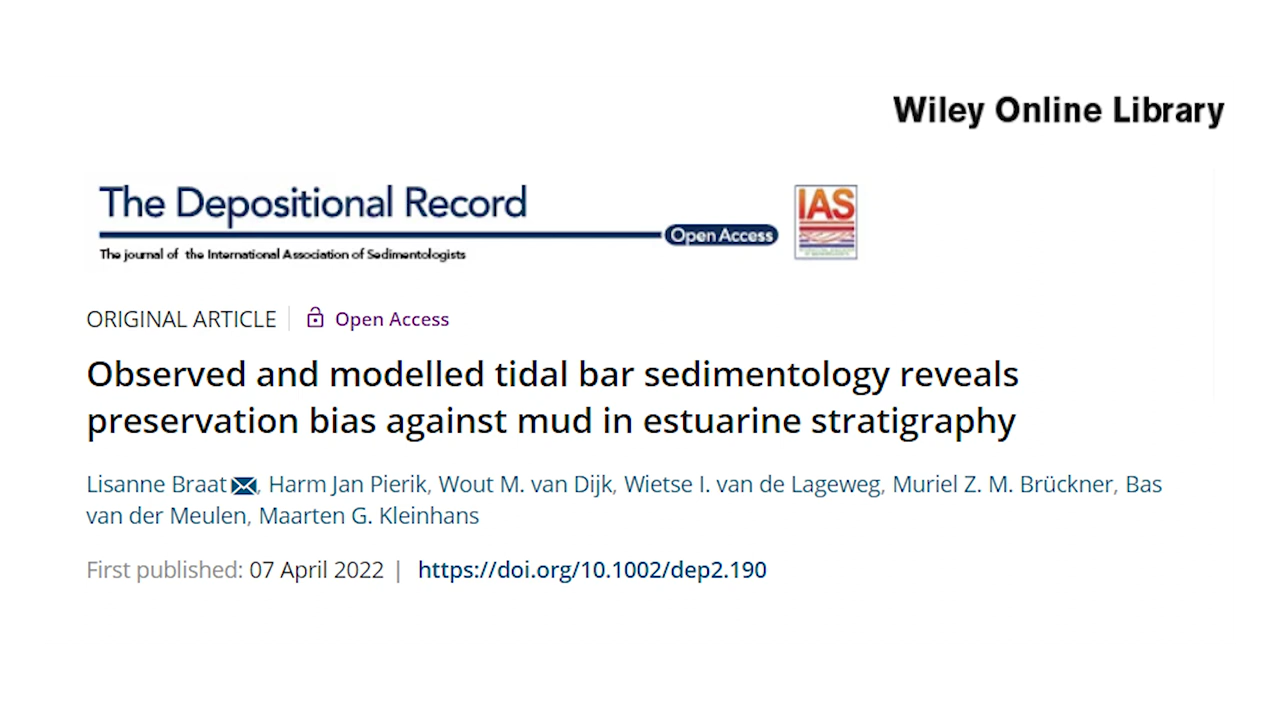 Wiley Online Library
The Depositional Record
Open Access
IAS
The journal of the International Association of Sedimentologists
ORIGINAL ARTICLE Open Access
Observed and modelled tidal bar sedimentology reveals
preservation bias against mud in estuarine stratigraphy
Lisanne Braat, Harm Jan Pierik, Wout M. van Dijk, Wietse I. van de Lageweg, Muriel Z. M. Brückner, Bas
van der Meulen, Maarten G. Kleinhans
First published: 07 April 2022 | https://doi.org/10.1002/dep2.190